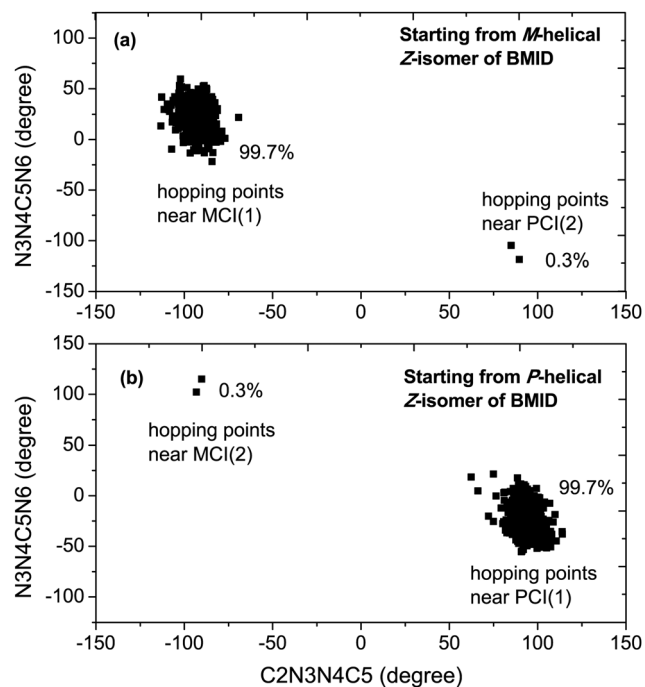 (a)
Starting from M-helical
Z-isomer of BMID
99.7%
hopping points
near MCI(1)
hopping points
near PCI(2)
0.3%
100
50
0
-50
-100
-150
N3N4C5N6 (degree)
-150 -100 -50 0 50 100 150
(b)
Starting from P-helical
Z-isomer of BMID
0.3%
hopping points
near MCI(2)
99.7%
hopping points
near PCI(1)
150
100
50
0
-50
-100
N3N4C5N6 (degree)
-150 -100 -50 0 50 100 150
C2N3N4C5 (degree)